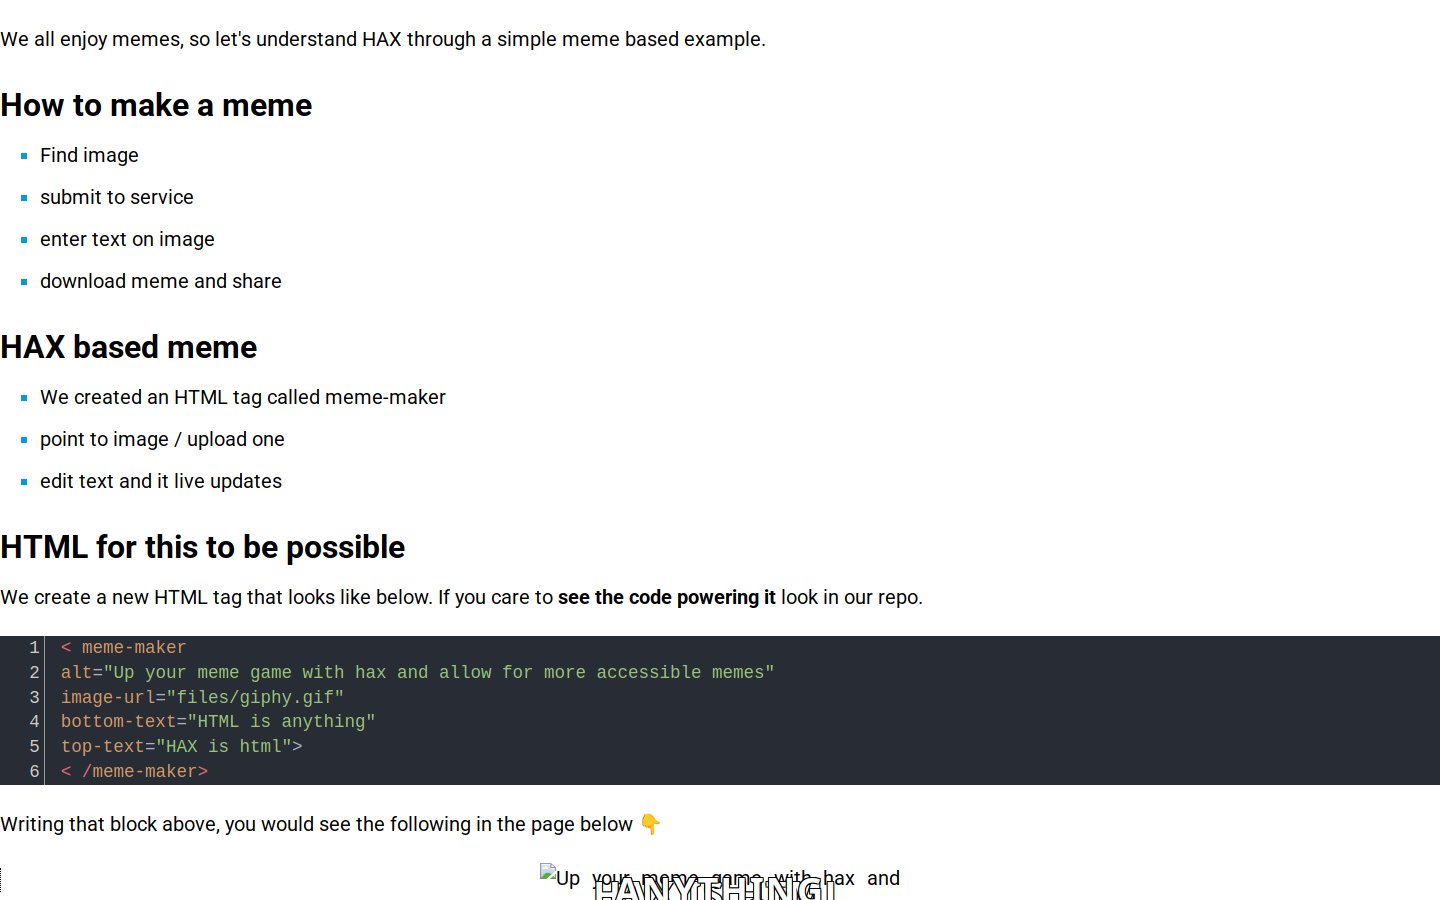 We all enjoy memes, so let's understand HAX through a simple meme based example.
How to make a meme
Find image
submit to service
enter text on image
download meme and share
HAX based meme
We created an HTML tag called meme-maker
point to image / upload one
edit text and it live updates
HTML for this to be possible
We create a new HTML tag that looks like below. If you care to see the code powering it look in our repo.
1 < meme-maker
2 alt="Up your meme game with hax and allow for more accessible memes"
3 image-url="files/giphy.gif"
4 bottom-text="HTML is anything"
5 top-text="HAX is html">
6 < /meme-maker>
Writing that block above, you would see the following in the page below 👇
Up your meme game with hax and
ANYTHING